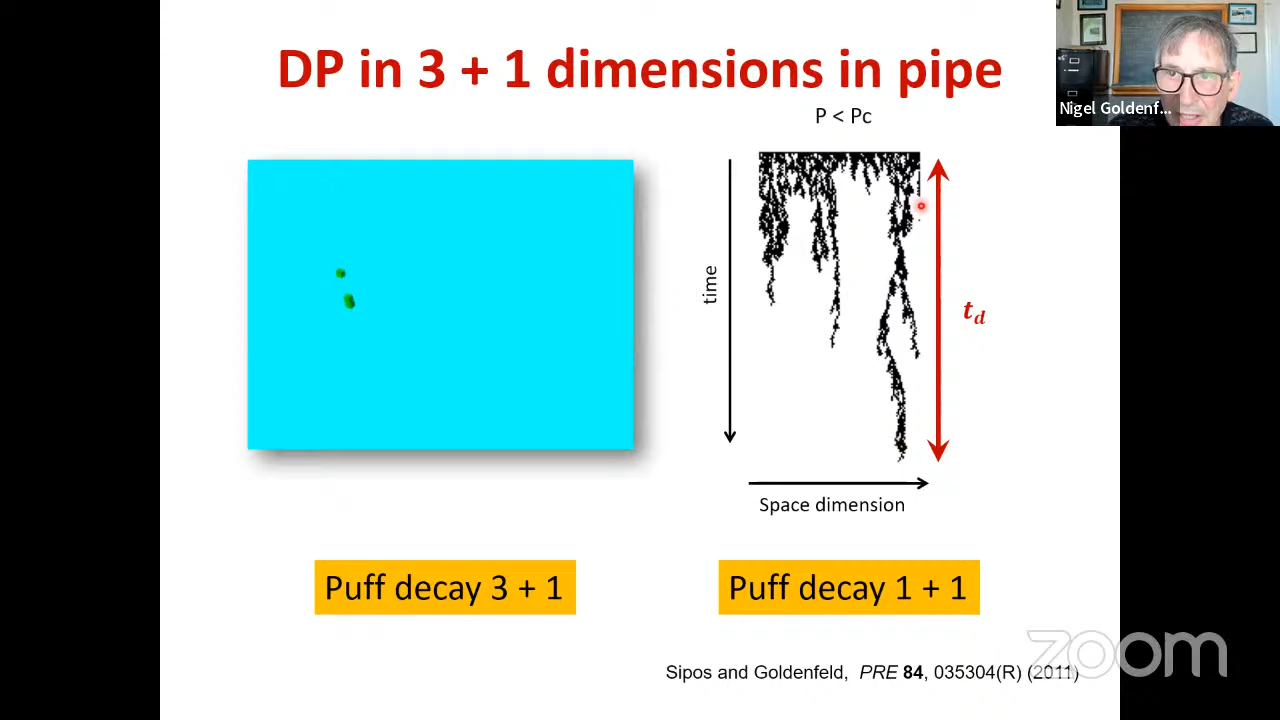 DP in 3 + 1 dimensions in pipe
Nigel Goldenf...
P < Pc
time
t_d
Space dimension
Puff decay 3 + 1
Puff decay 1 + 1
zoom
Sipos and Goldenfeld, PRE 84, 035304(R) (2011)